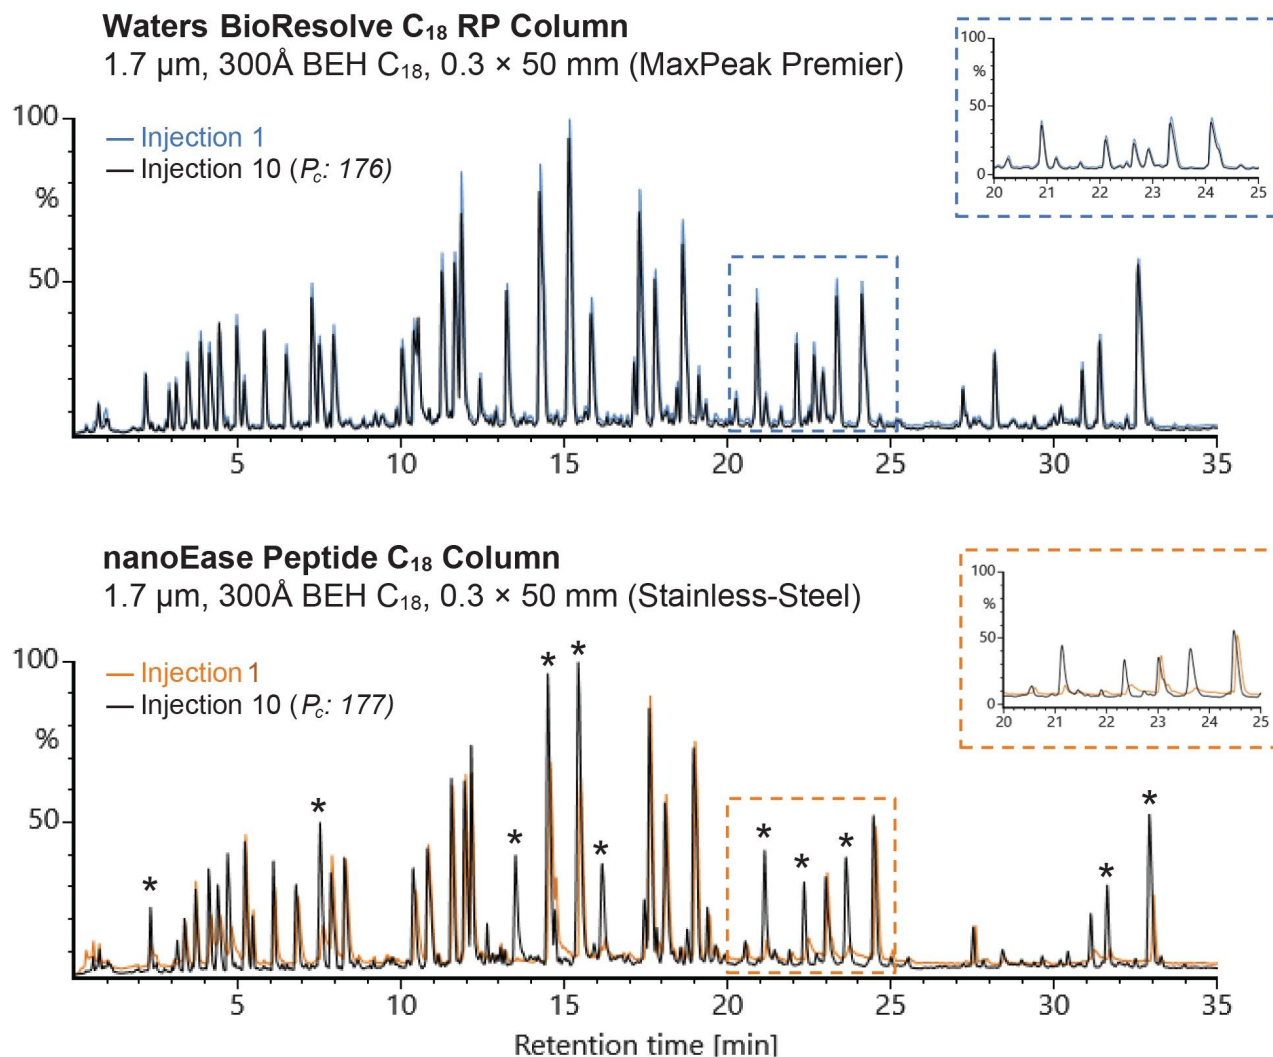 Waters BioResolve C₁₈ RP Column
1.7 µm, 300Å BEH C₁₈, 0.3 × 50 mm (MaxPeak Premier)
100
%
50
0
20 21 22 23 24 25
100
— Injection 1
— Injection 10 (Pc: 176)
%
50
5 10 15 20 25 30 35
nanoEase Peptide C₁₈ Column
1.7 µm, 300Å BEH C₁₈, 0.3 × 50 mm (Stainless-Steel)
100
%
50
0
20 21 22 23 24 25
100
— Injection 1
— Injection 10 (Pc: 177)
%
50
* * * * * * * * * * *
5 10 15 20 25 30 35
Retention time [min]